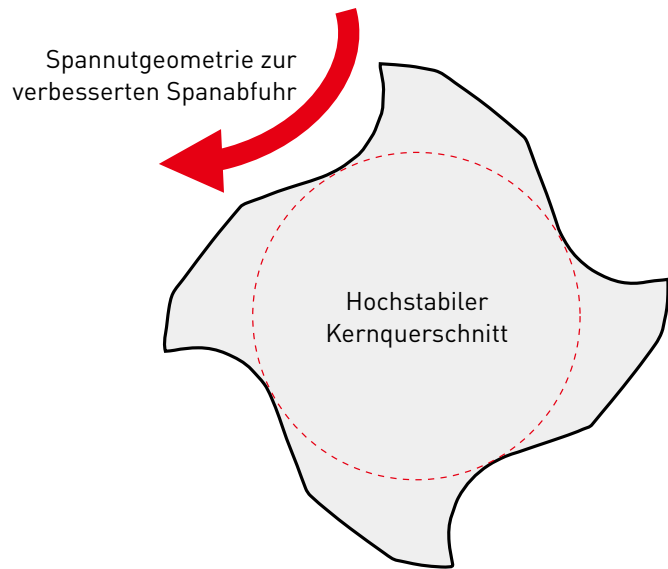 Spannutgeometrie zur
verbesserten Spanabfuhr
Hochstabiler
Kernquerschnitt